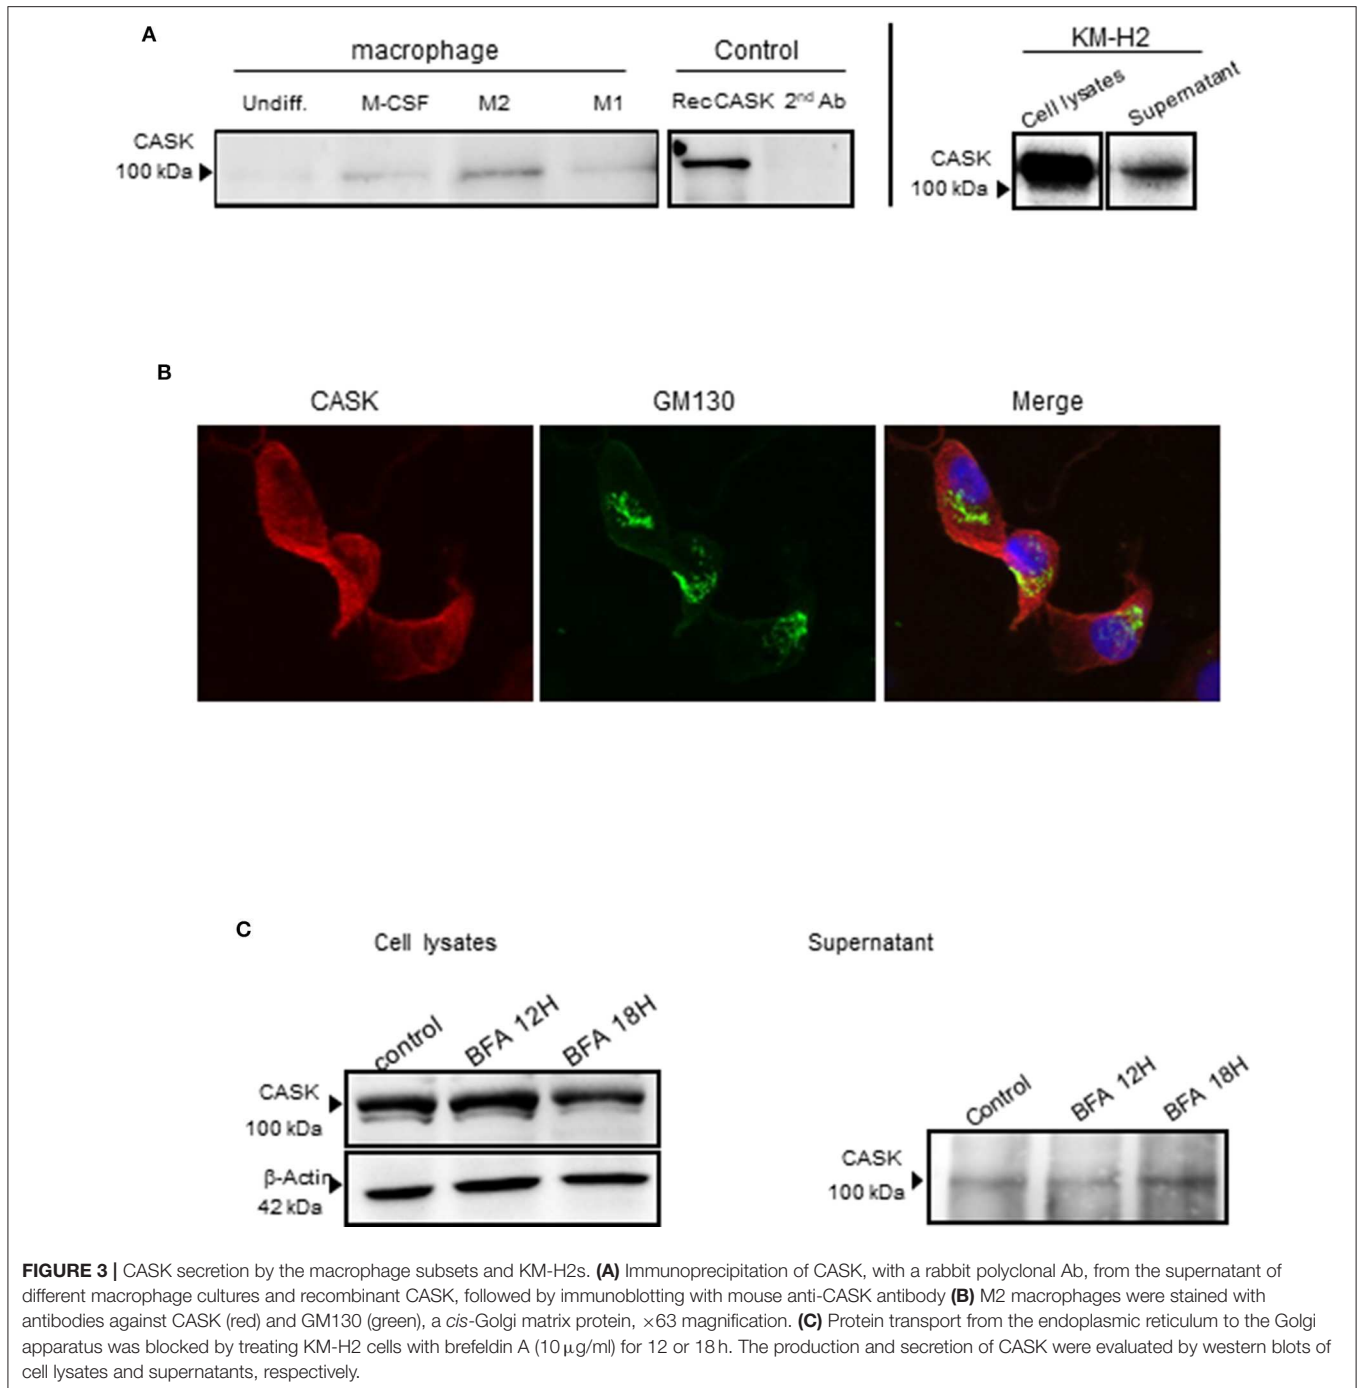 A
macrophage
Control
KM-H2
Undiff. M-CSF M2 M1
RecCASK 2nd Ab
Cell lysates Supernatant
CASK
100 kDa
CASK
100 kDa
B
CASK GM130 Merge
C
Cell lysates
Supernatant
control BFA 12H BFA 18H
CASK
100 kDa
β-Actin
42 kDa
Control BFA 12H BFA 18H
CASK
100 kDa
FIGURE 3 | CASK secretion by the macrophage subsets and KM-H2s. (A) Immunoprecipitation of CASK, with a rabbit polyclonal Ab, from the supernatant of
different macrophage cultures and recombinant CASK, followed by immunoblotting with mouse anti-CASK antibody (B) M2 macrophages were stained with
antibodies against CASK (red) and GM130 (green), a cis-Golgi matrix protein, ×63 magnification. (C) Protein transport from the endoplasmic reticulum to the Golgi
apparatus was blocked by treating KM-H2 cells with brefeldin A (10 μg/ml) for 12 or 18 h. The production and secretion of CASK were evaluated by western blots of
cell lysates and supernatants, respectively.